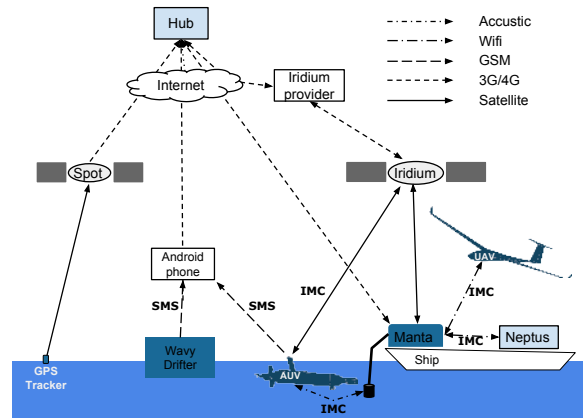 Hub
Accustic
Wifi
GSM
3G/4G
Satellite
Internet
Iridium
provider
Spot
Iridium
UAV
Android
phone
IMC
IMC
SMS
SMS
Manta
IMC
Neptus
Wavy
Drifter
Ship
GPS
Tracker
AUV
IMC